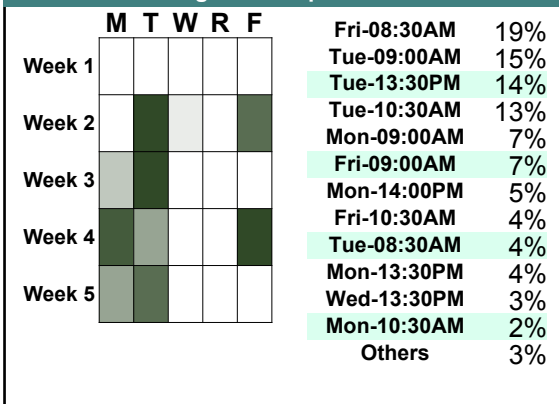 M T W R F
Week 1
Week 2
Week 3
Week 4
Week 5
Fri-08:30AM 19%
Tue-09:00AM 15%
Tue-13:30PM 14%
Tue-10:30AM 13%
Mon-09:00AM 7%
Fri-09:00AM 7%
Mon-14:00PM 5%
Fri-10:30AM 4%
Tue-08:30AM 4%
Mon-13:30PM 4%
Wed-13:30PM 3%
Mon-10:30AM 2%
Others 3%